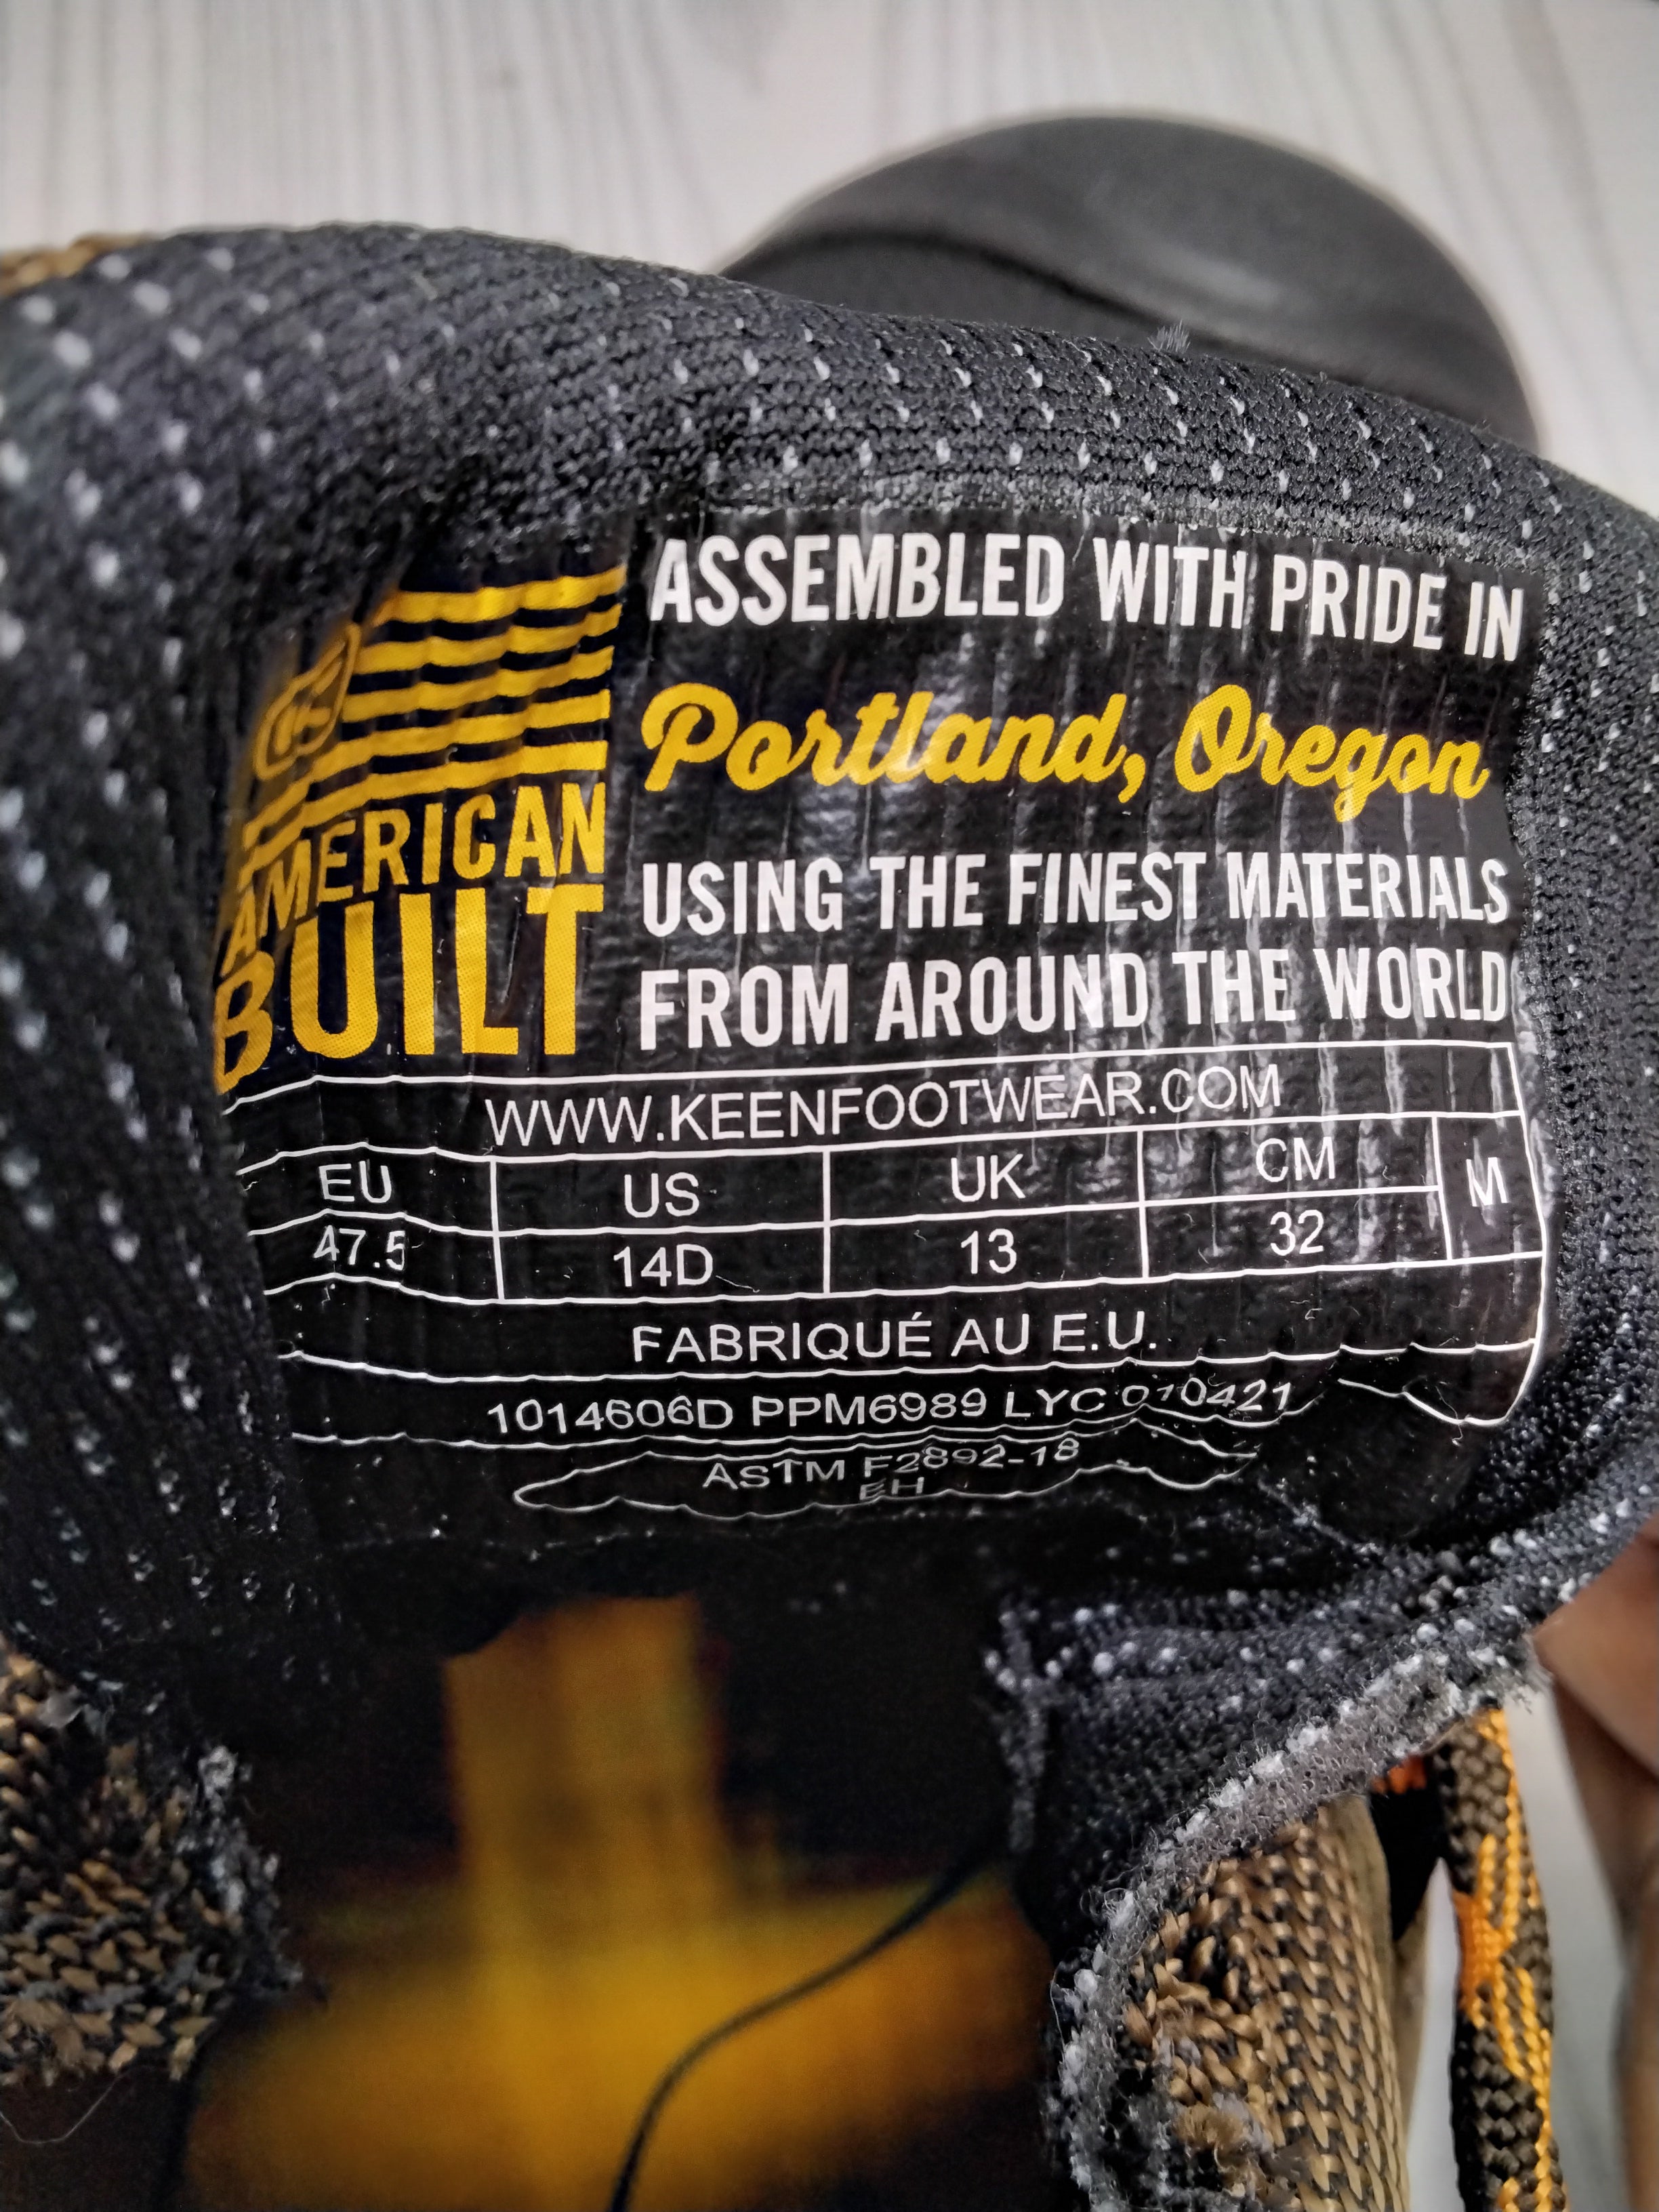 US
AMERICAN
BUILT
ASSEMBLED WITH PRIDE IN
Portland, Oregon
USING THE FINEST MATERIALS
FROM AROUND THE WORLD
WWW.KEENFOOTWEAR.COM
EU US UK CM M
47.5 14D 13 32
FABRIQUÉ AU E.U.
1014606D PPM6989 LYC 010421
ASTM F2892-18
EH